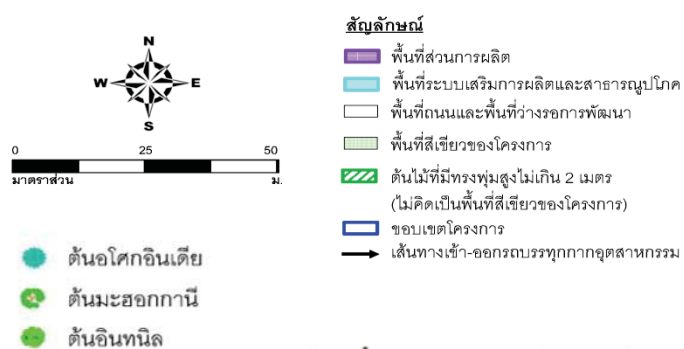 N
W E
S
0 25 50
มาตราส่วน ม.
ต้นอโศกอินเดีย
ต้นมะฮอกกานี
ต้นอินทนิล
สัญลักษณ์
พื้นที่ส่วนการผลิต
พื้นที่ระบบเสริมการผลิตและสาธารณูปโภค
พื้นที่ถนนและพื้นที่ว่างรอการพัฒนา
พื้นที่สีเขียวของโครงการ
ต้นไม้ที่มีทรงพุ่มสูงไม่เกิน 2 เมตร
(ไม่คิดเป็นพื้นที่สีเขียวของโครงการ)
ขอบเขตโครงการ
เส้นทางเข้า-ออกรถบรรทุกกากอุตสาหกรรม